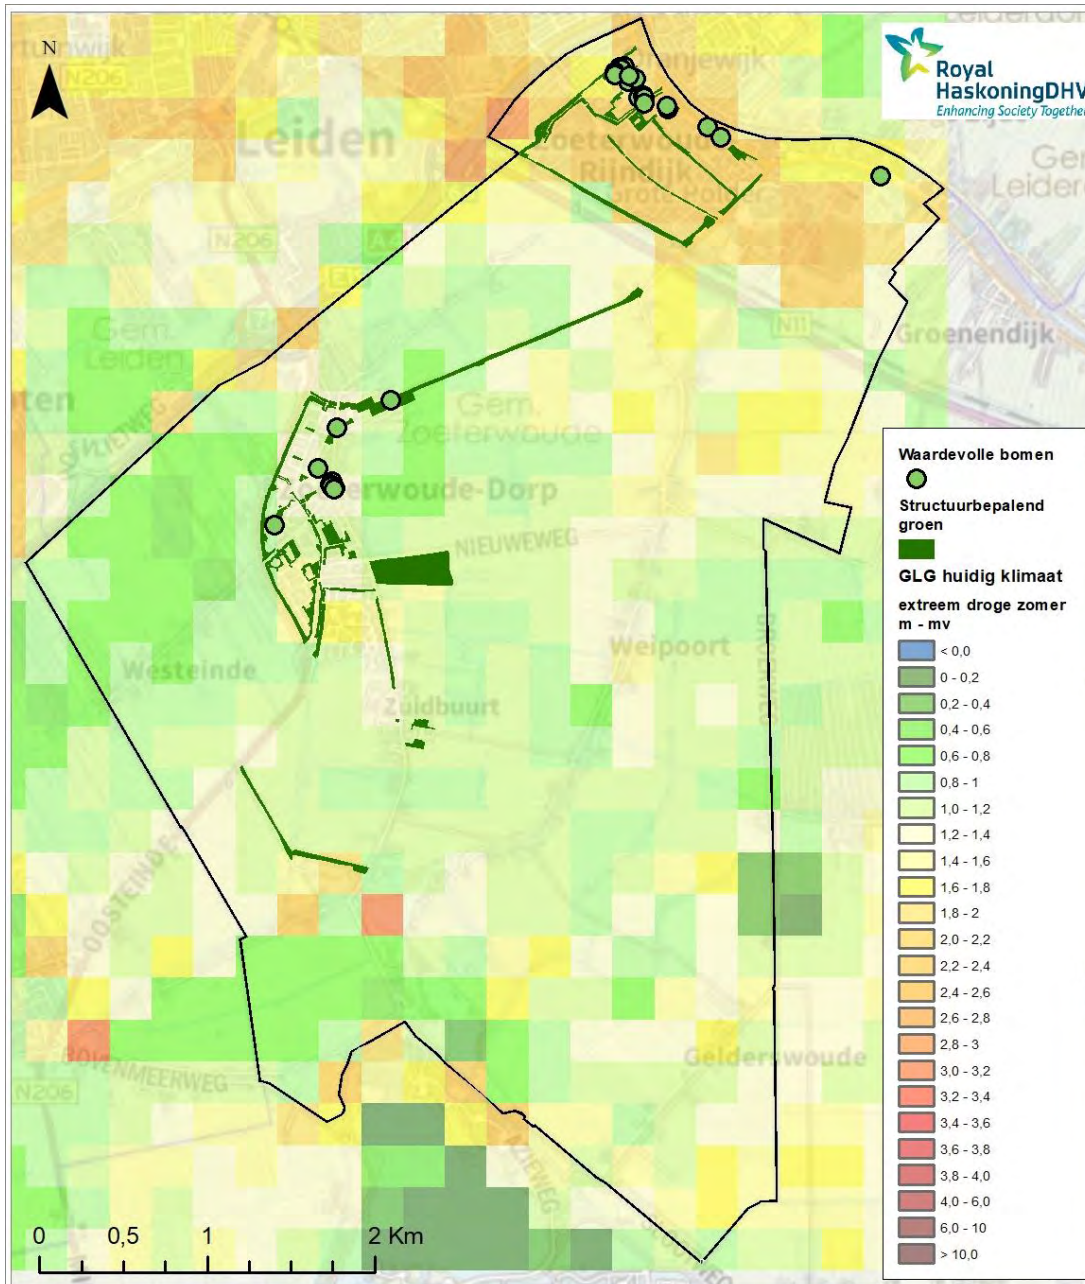 N
Royal
HaskoningDHV
Enhancing Society Together
N206
Leiden
Rijndijk
Gem.
N206
N11
Groenendijk
Gem.
Leiden
Gem.
Zoeterwoude
Zoeterwoude-Dorp
NIEUWEWEG
Weipoort
Westeinde
Zuidbuurt
OOSTEINDE
Gelderswoude
N206
0 0,5 1 2 Km
Waardevolle bomen
Structuurbepalend
groen
GLG huidig klimaat
extreem droge zomer
m - mv
< 0,0
0 - 0,2
0,2 - 0,4
0,4 - 0,6
0,6 - 0,8
0,8 - 1
1,0 - 1,2
1,2 - 1,4
1,4 - 1,6
1,6 - 1,8
1,8 - 2
2,0 - 2,2
2,2 - 2,4
2,4 - 2,6
2,6 - 2,8
2,8 - 3
3,0 - 3,2
3,2 - 3,4
3,4 - 3,6
3,6 - 3,8
3,8 - 4,0
4,0 - 6,0
6,0 - 10
> 10,0